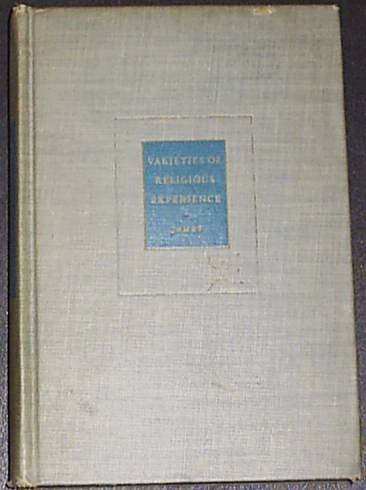 VARIETIES OF
RELIGIOUS
EXPERIENCE
JAMES